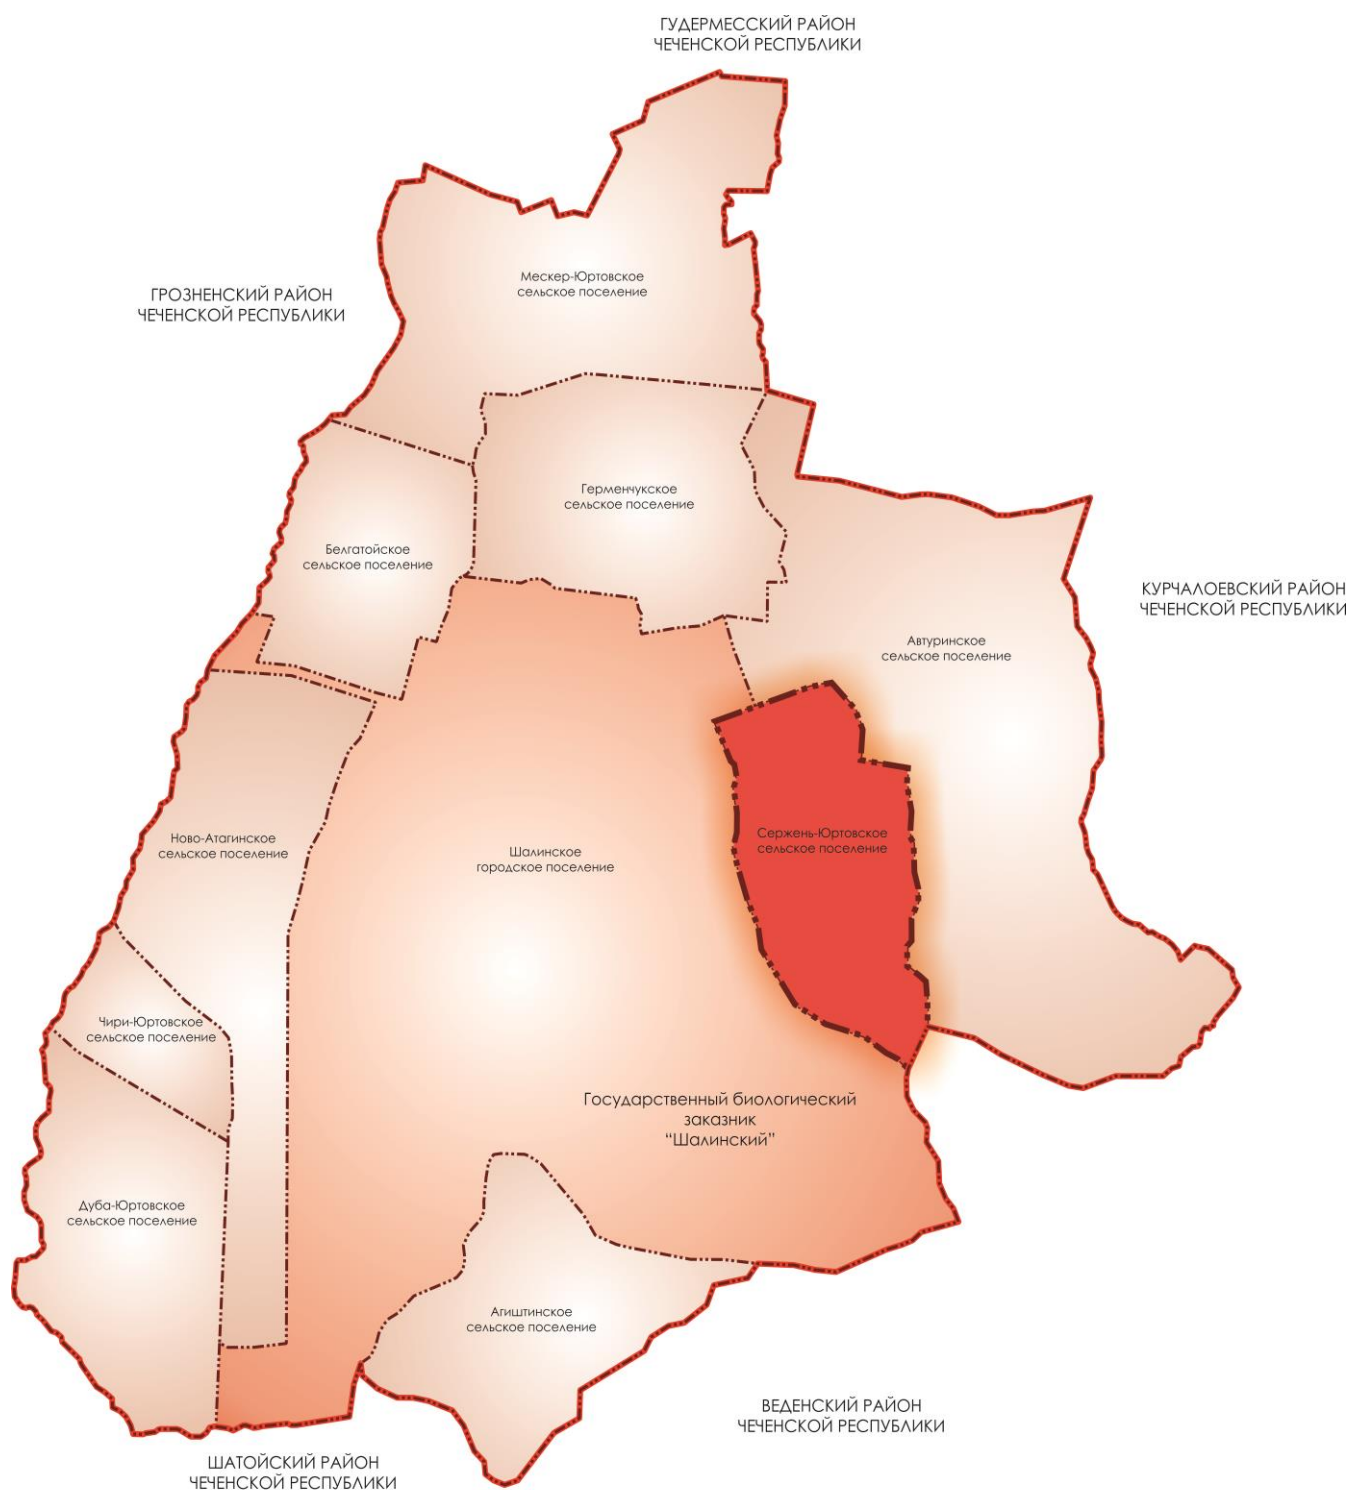 ГУДЕРМЕССКИЙ РАЙОН
ЧЕЧЕНСКОЙ РЕСПУБЛИКИ
Мескер-Юртовское
сельское поселение
ГРОЗНЕНСКИЙ РАЙОН
ЧЕЧЕНСКОЙ РЕСПУБЛИКИ
Герменчукское
сельское поселение
Белгатойское
сельское поселение
КУРЧАЛОЕВСКИЙ РАЙОН
ЧЕЧЕНСКОЙ РЕСПУБЛИКИ
Автуринское
сельское поселение
Ново-Атагинское
сельское поселение
Шалинское
городское поселение
Сержень-Юртовское
сельское поселение
Чири-Юртовское
сельское поселение
Государственный биологический
заказник
“Шалинский”
Дуба-Юртовское
сельское поселение
Агиштинское
сельское поселение
ВЕДЕНСКИЙ РАЙОН
ЧЕЧЕНСКОЙ РЕСПУБЛИКИ
ШАТОЙСКИЙ РАЙОН
ЧЕЧЕНСКОЙ РЕСПУБЛИКИ